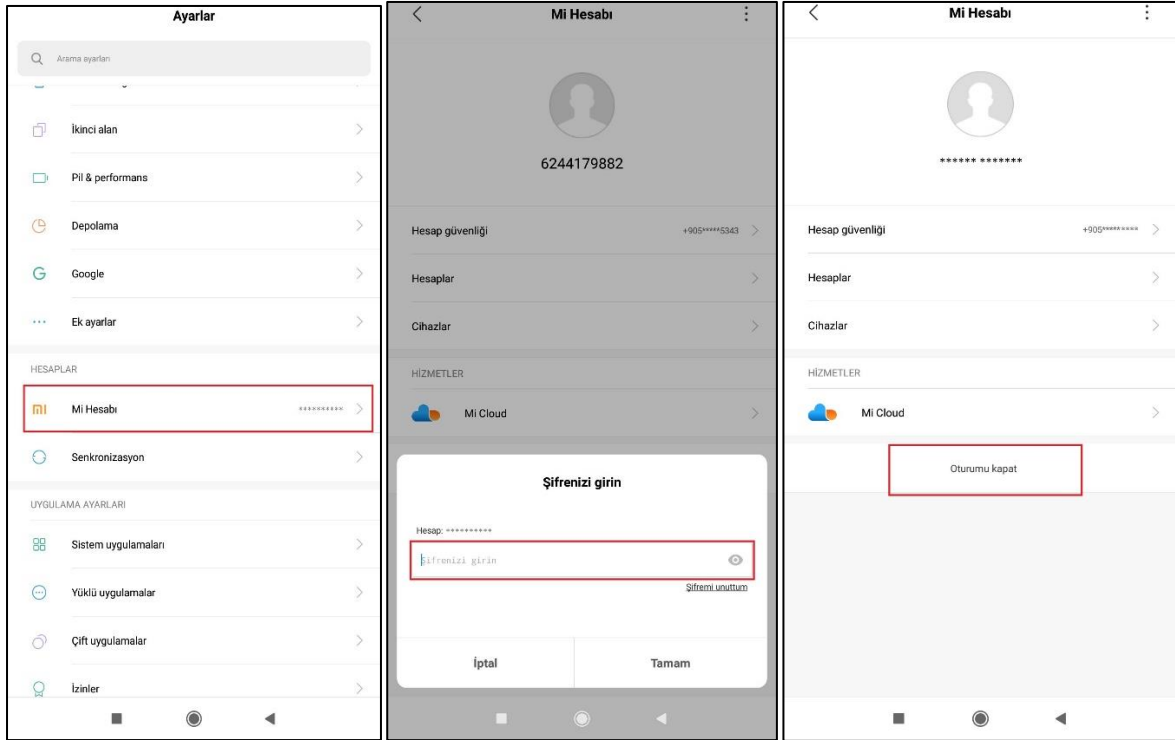 Ayarlar
Arama ayarları
İkinci alan
Pil & performans
Depolama
Google
Ek ayarlar
HESAPLAR
Mi Hesabı **********
Senkronizasyon
UYGULAMA AYARLARI
Sistem uygulamaları
Yüklü uygulamalar
Çift uygulamalar
İzinler
Mi Hesabı
6244179882
Hesap güvenliği +905*****5343
Hesaplar
Cihazlar
HİZMETLER
Mi Cloud
Şifrenizi girin
Hesap: **********
Şifrenizi girin
Şifremi unuttum
İptal Tamam
Mi Hesabı
****** *******
Hesap güvenliği +905*********
Hesaplar
Cihazlar
HİZMETLER
Mi Cloud
Oturumu kapat